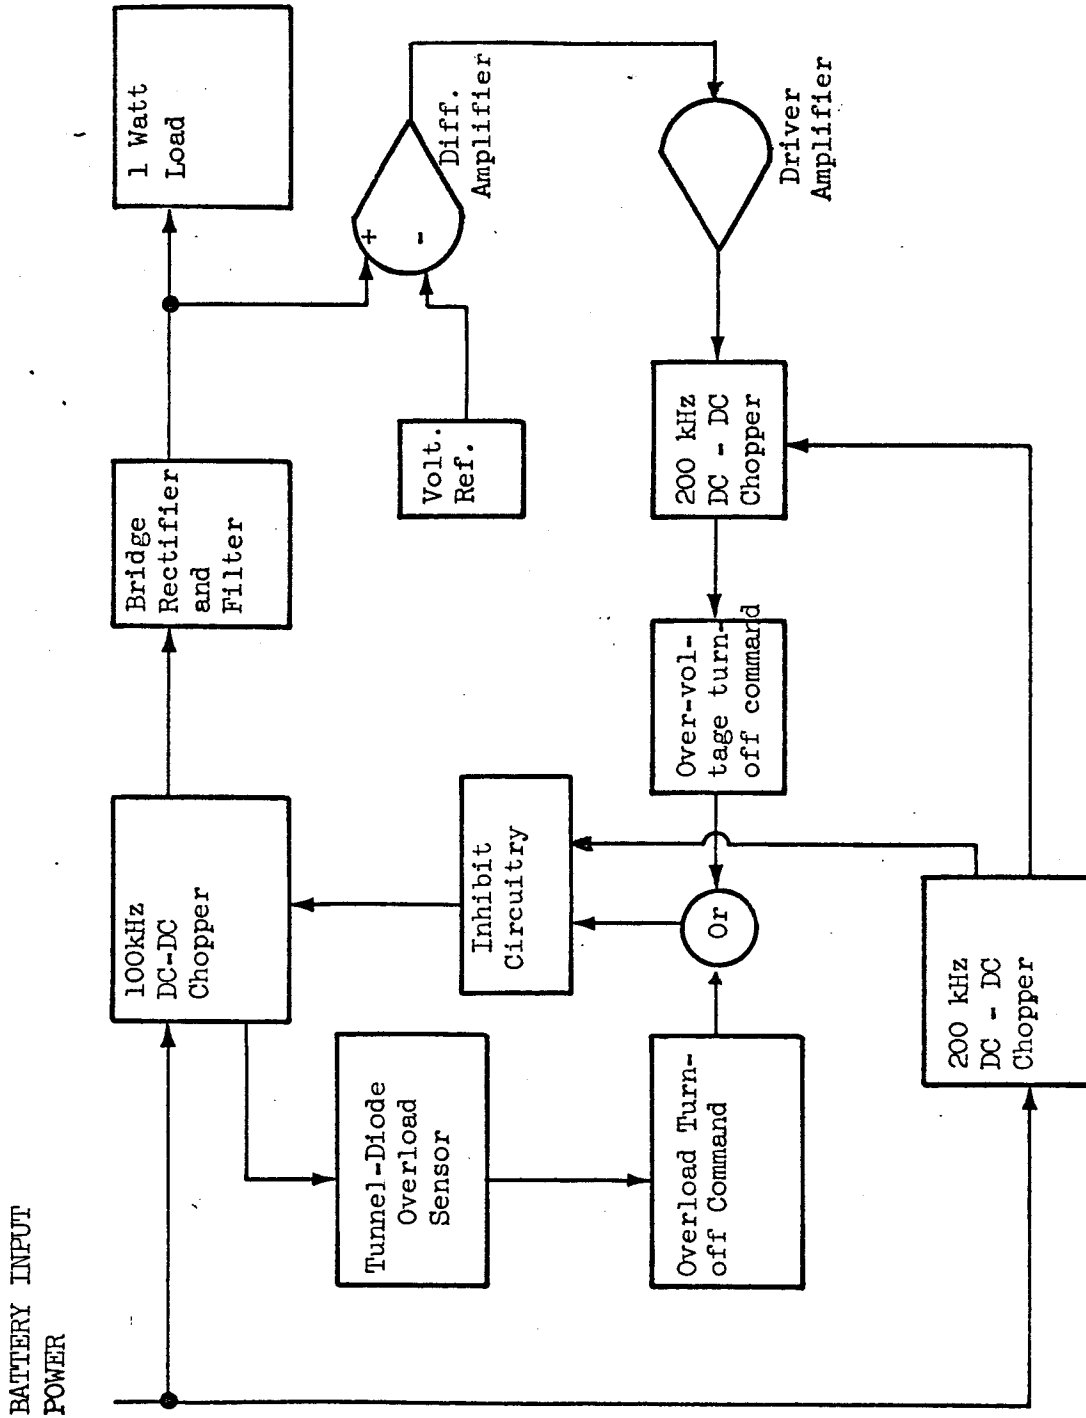 BATTERY INPUT
POWER
100kHz
DC-DC
Chopper
Bridge
Rectifier
and
Filter
1 Watt
Load
Tunnel-Diode
Overload
Sensor
Inhibit
Circuitry
Volt.
Ref.
+
-
Diff.
Amplifier
Overload Turn-
off Command
Or
Over-vol-
tage turn-
off command
200 kHz
DC - DC
Chopper
Driver
Amplifier
200 kHz
DC - DC
Chopper